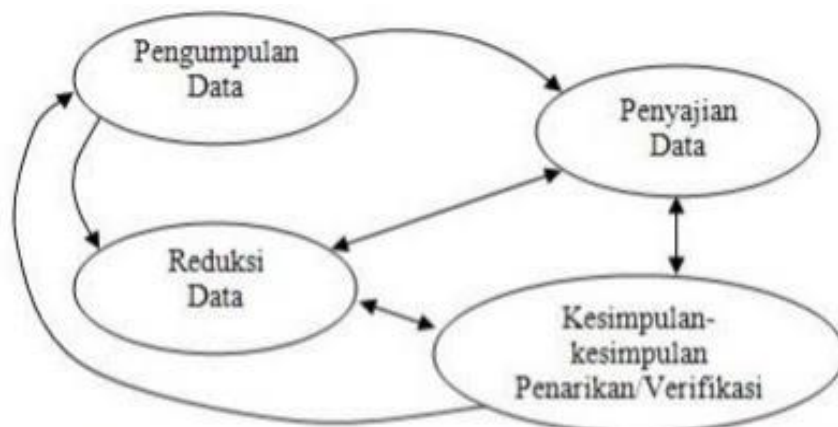 Pengumpulan
Data
Penyajian
Data
Reduksi
Data
Kesimpulan-
kesimpulan
Penarikan/Verifikasi